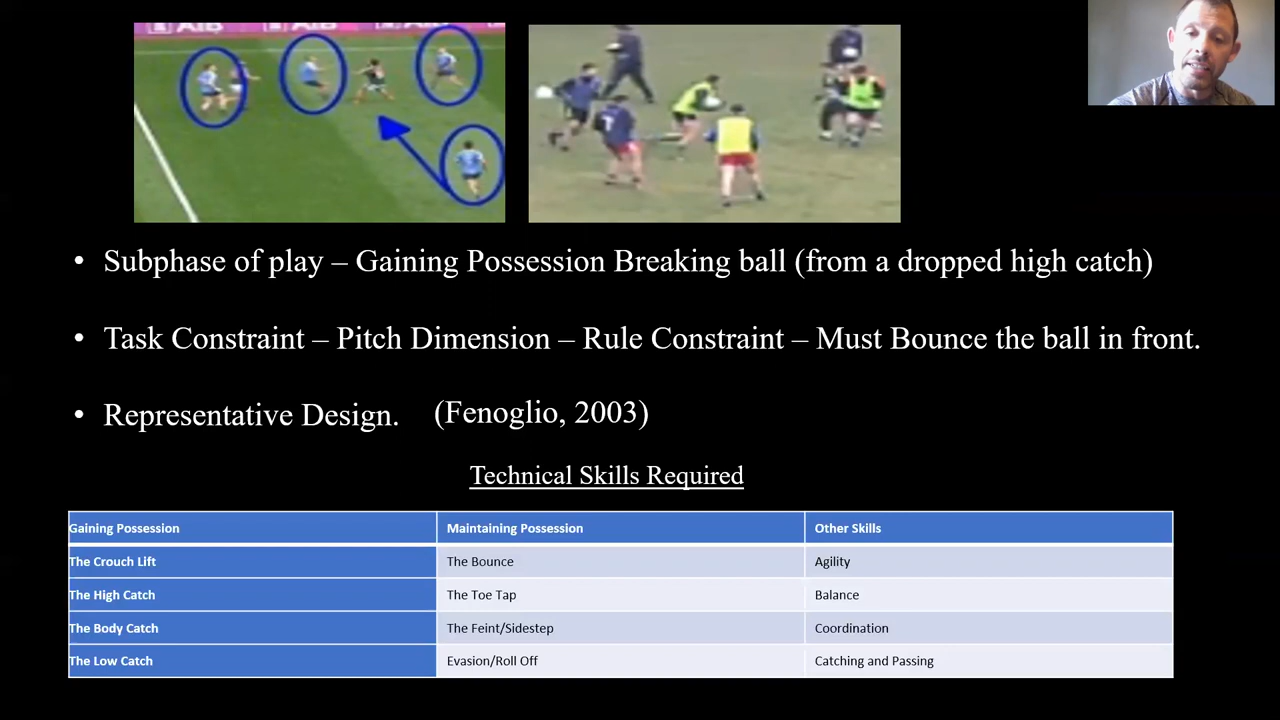 AIB
• Subphase of play – Gaining Possession Breaking ball (from a dropped high catch)
• Task Constraint – Pitch Dimension – Rule Constraint – Must Bounce the ball in front.
• Representative Design. (Fenoglio, 2003)
Technical Skills Required
Gaining Possession Maintaining Possession Other Skills
The Crouch Lift The Bounce Agility
The High Catch The Toe Tap Balance
The Body Catch The Feint/Sidestep Coordination
The Low Catch Evasion/Roll Off Catching and Passing